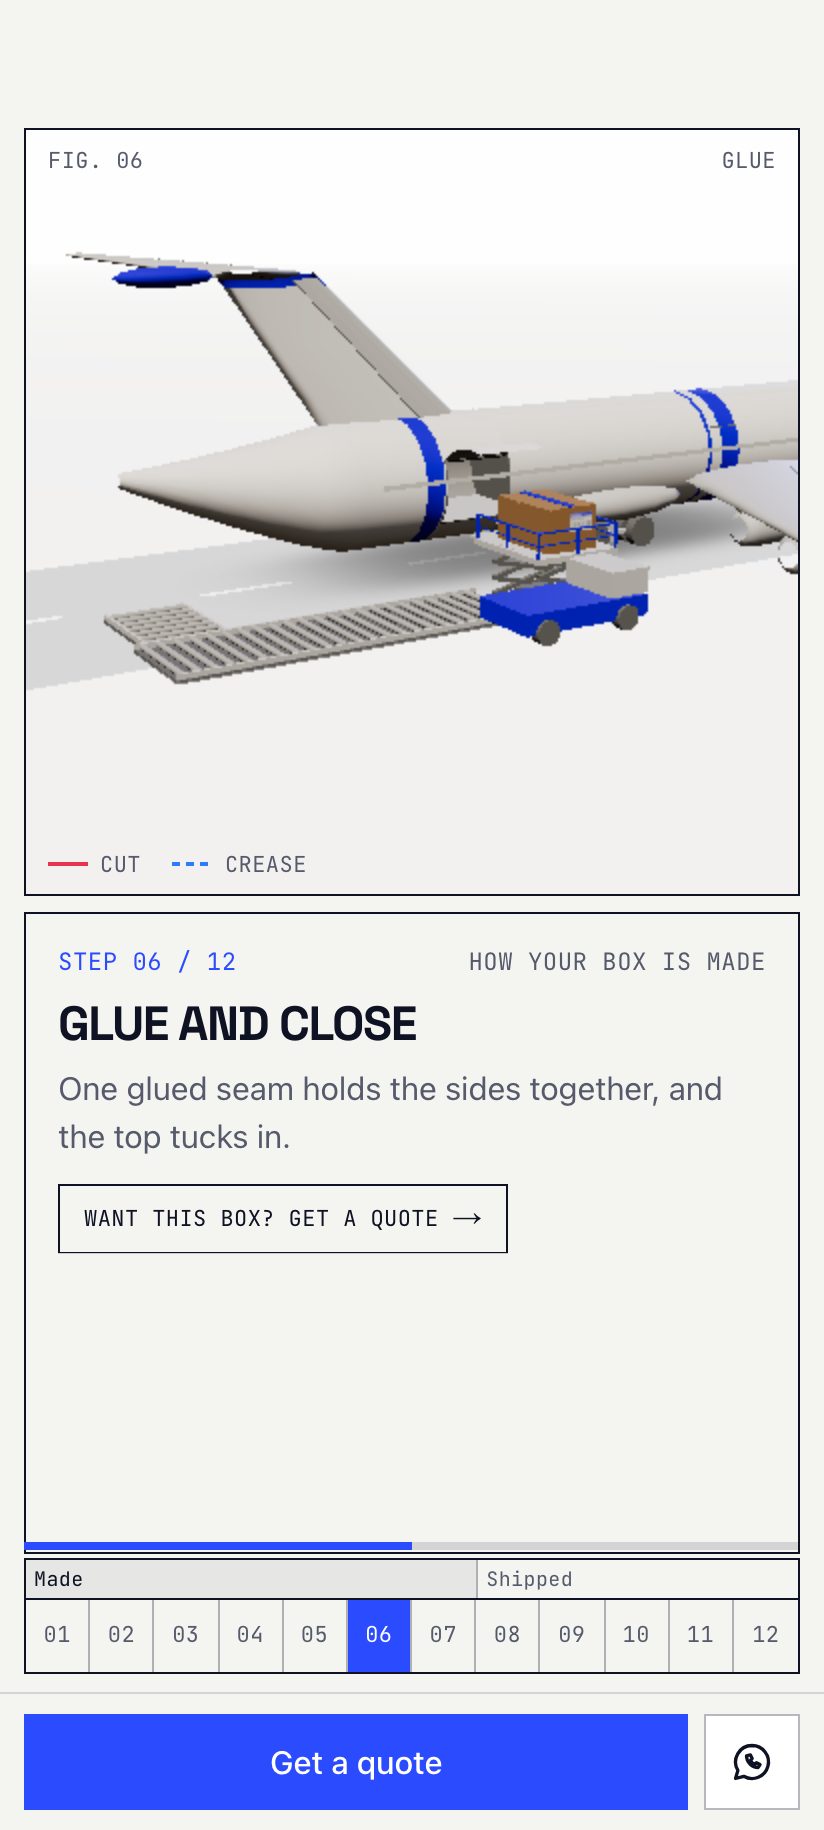 FIG. 06
GLUE
CUT
CREASE
STEP 06 / 12
HOW YOUR BOX IS MADE
GLUE AND CLOSE
One glued seam holds the sides together, and
the top tucks in.
WANT THIS BOX? GET A QUOTE →
Made
Shipped
01 02 03 04 05 06 07 08 09 10 11 12
Get a quote